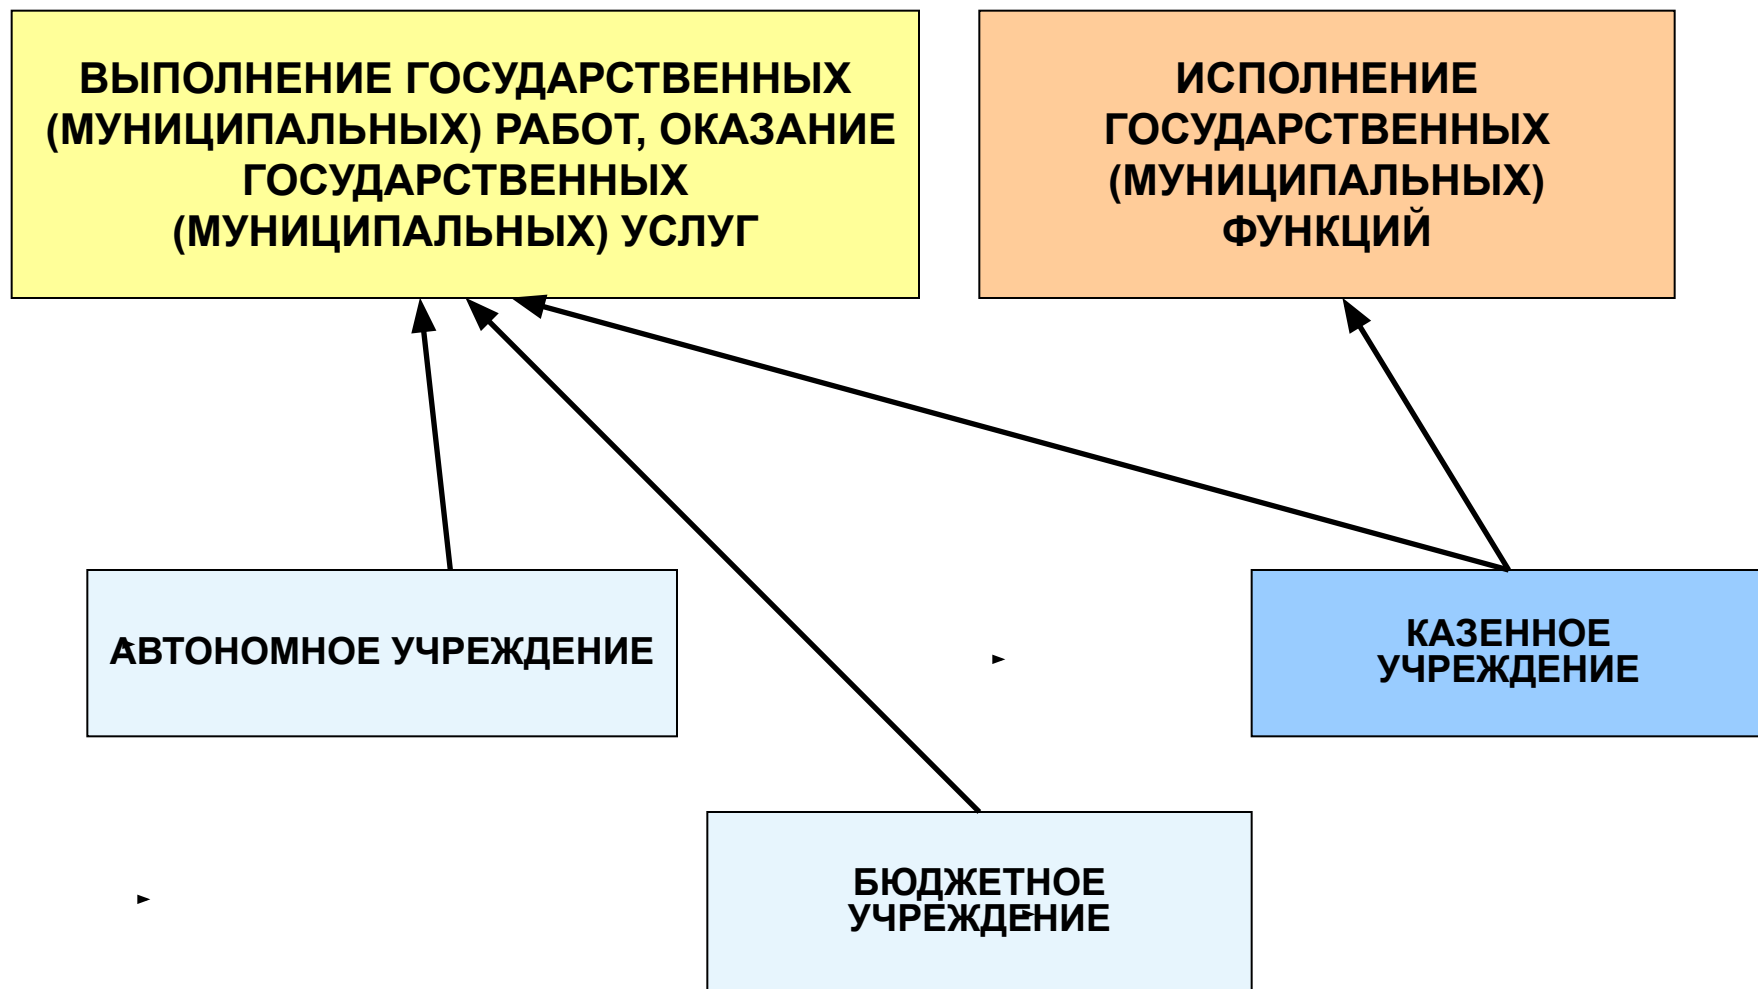 ВЫПОЛНЕНИЕ ГОСУДАРСТВЕННЫХ
(МУНИЦИПАЛЬНЫХ) РАБОТ, ОКАЗАНИЕ
ГОСУДАРСТВЕННЫХ
(МУНИЦИПАЛЬНЫХ) УСЛУГ
ИСПОЛНЕНИЕ
ГОСУДАРСТВЕННЫХ
(МУНИЦИПАЛЬНЫХ)
ФУНКЦИЙ
АВТОНОМНОЕ УЧРЕЖДЕНИЕ
КАЗЕННОЕ
УЧРЕЖДЕНИЕ
БЮДЖЕТНОЕ
УЧРЕЖДЕНИЕ